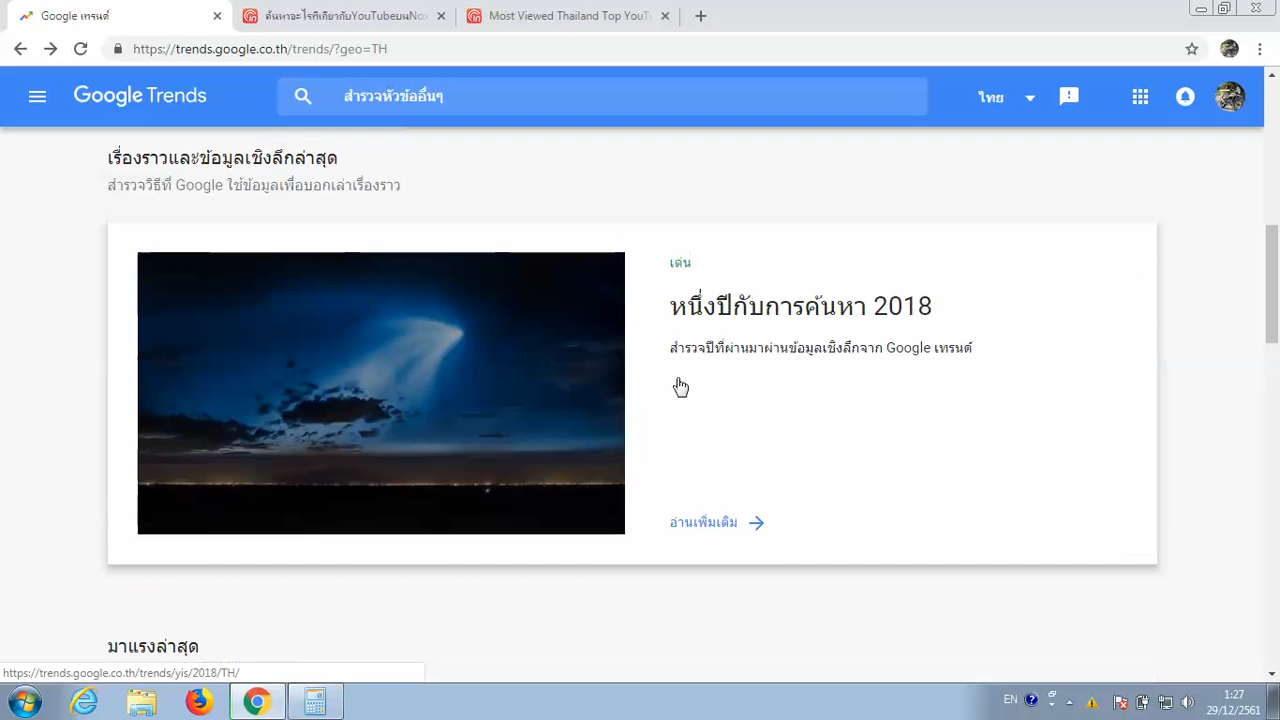 Google เทรนด์
ค้นหาอะไรที่เกี่ยวกับYouTubeบนNox
Most Viewed Thailand Top YouT
https://trends.google.co.th/trends/?geo=TH
Google Trends
สำรวจหัวข้ออื่นๆ
ไทย
เรื่องราวและข้อมูลเชิงลึกล่าสุด
สำรวจวิธีที่ Google ใช้ข้อมูลเพื่อบอกเล่าเรื่องราว
เด่น
หนึ่งปีกับการค้นหา 2018
สำรวจปีที่ผ่านมาผ่านข้อมูลเชิงลึกจาก Google เทรนด์
อ่านเพิ่มเติม
มาแรงล่าสุด
https://trends.google.co.th/trends/yis/2018/TH/
EN
1:27
29/12/2561